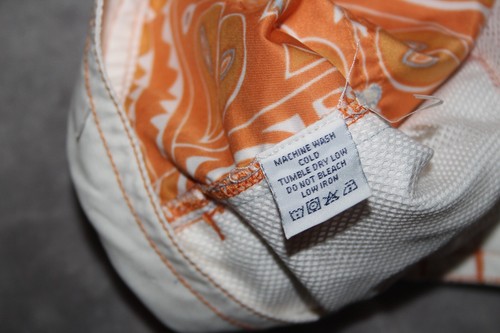 MACHINE WASH
COLD
TUMBLE DRY LOW
DO NOT BLEACH
LOW IRON